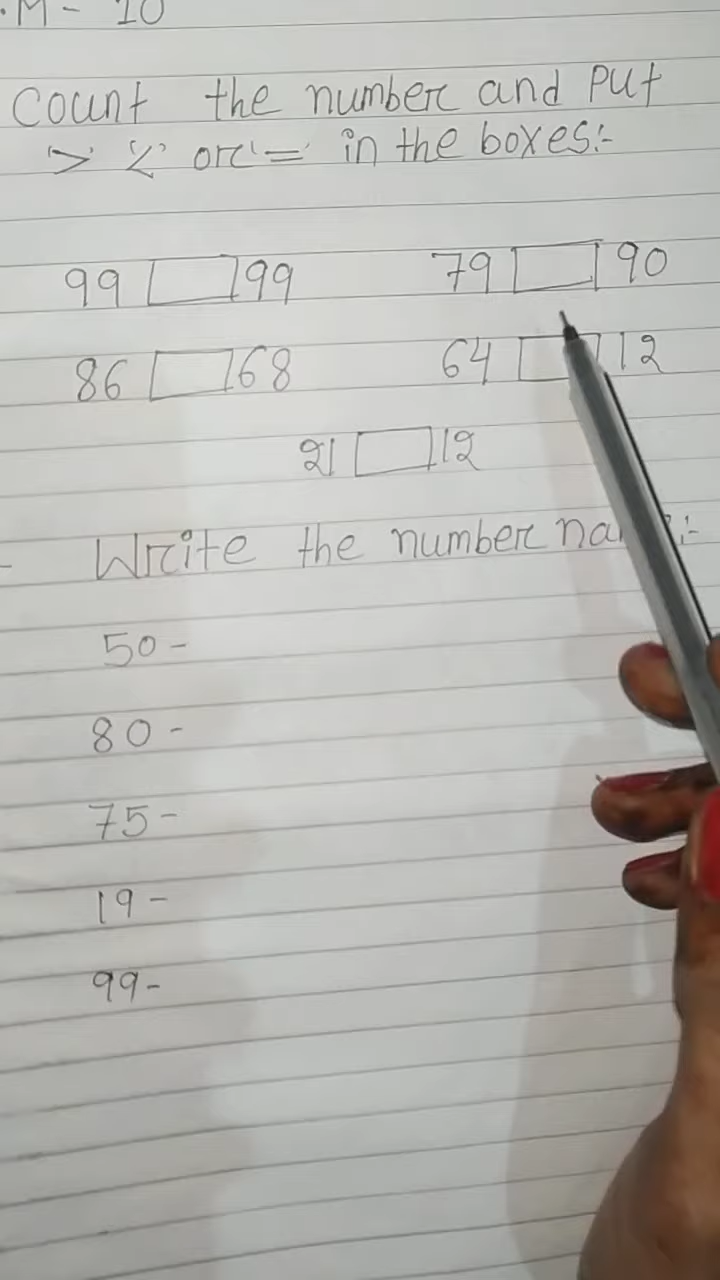 .M - 10
Count the number and Put
'>' '<' or '=' in the boxes:-
99 99 79 90
86 68 64 12
21 12
Write the number :-
50 -
80 -
75 -
19 -
99 -